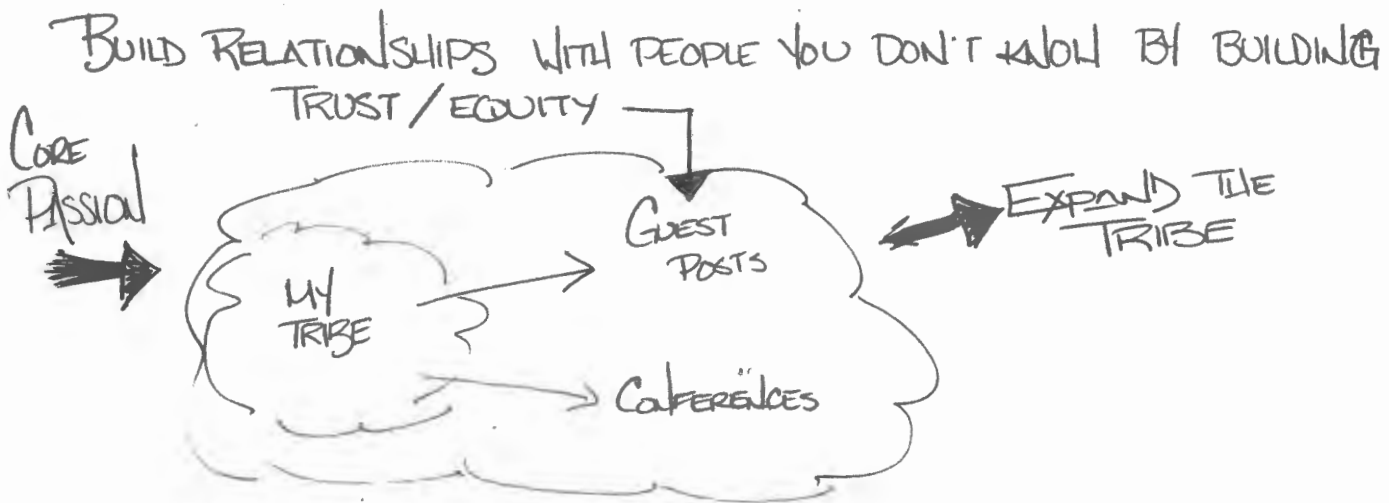 BUILD RELATIONSHIPS WITH PEOPLE YOU DON'T KNOW BY BUILDING
TRUST / EQUITY
CORE
PASSION
EXPAND THE
TRIBE
GUEST
POSTS
MY
TRIBE
CONFERENCES